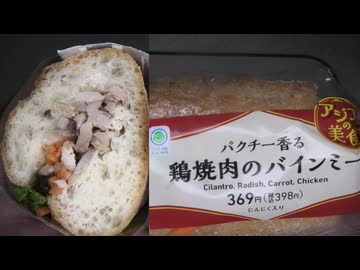 アジアの美食
パクチー香る
鶏焼肉のバインミー
Cilantro, Radish, Carrot, Chicken
369円(税込398円)
にんにく入り